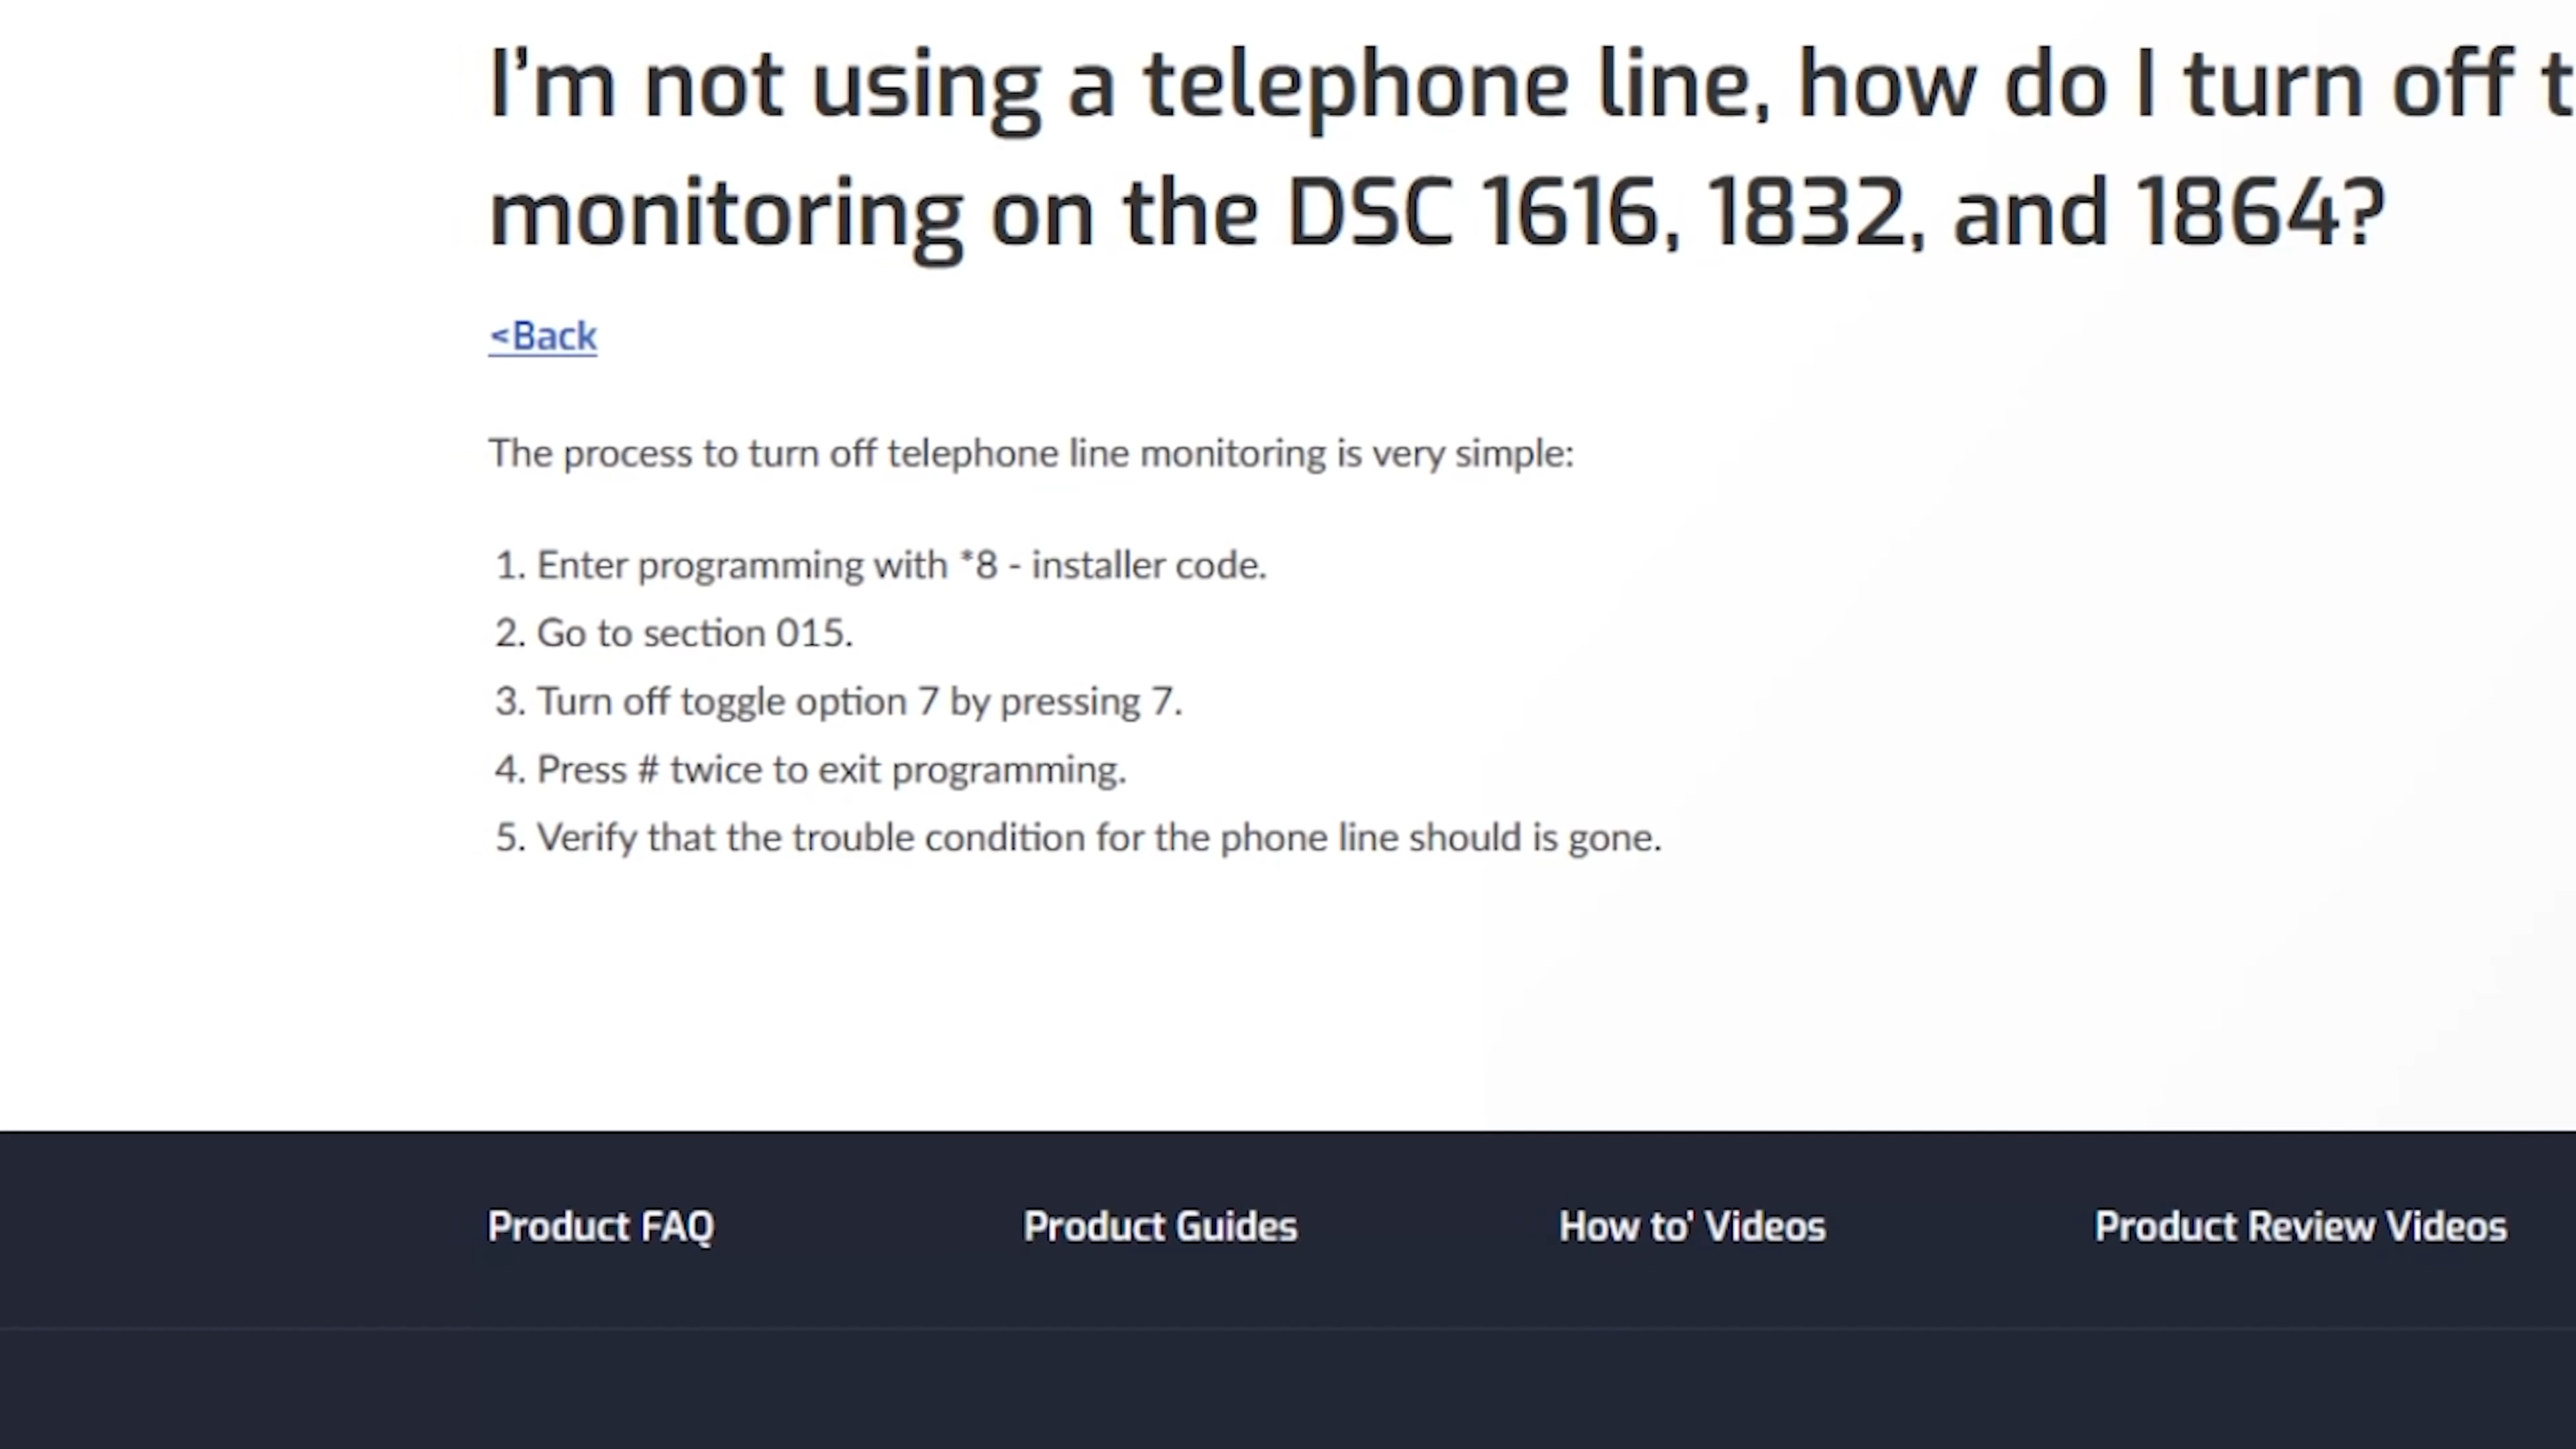 I'm not using a telephone line, how do I turn off t
monitoring on the DSC 1616, 1832, and 1864?
<Back
The process to turn off telephone line monitoring is very simple:
1. Enter programming with *8 - installer code.
2. Go to section 015.
3. Turn off toggle option 7 by pressing 7.
4. Press # twice to exit programming.
5. Verify that the trouble condition for the phone line should is gone.
Product FAQ
Product Guides
How to' Videos
Product Review Videos